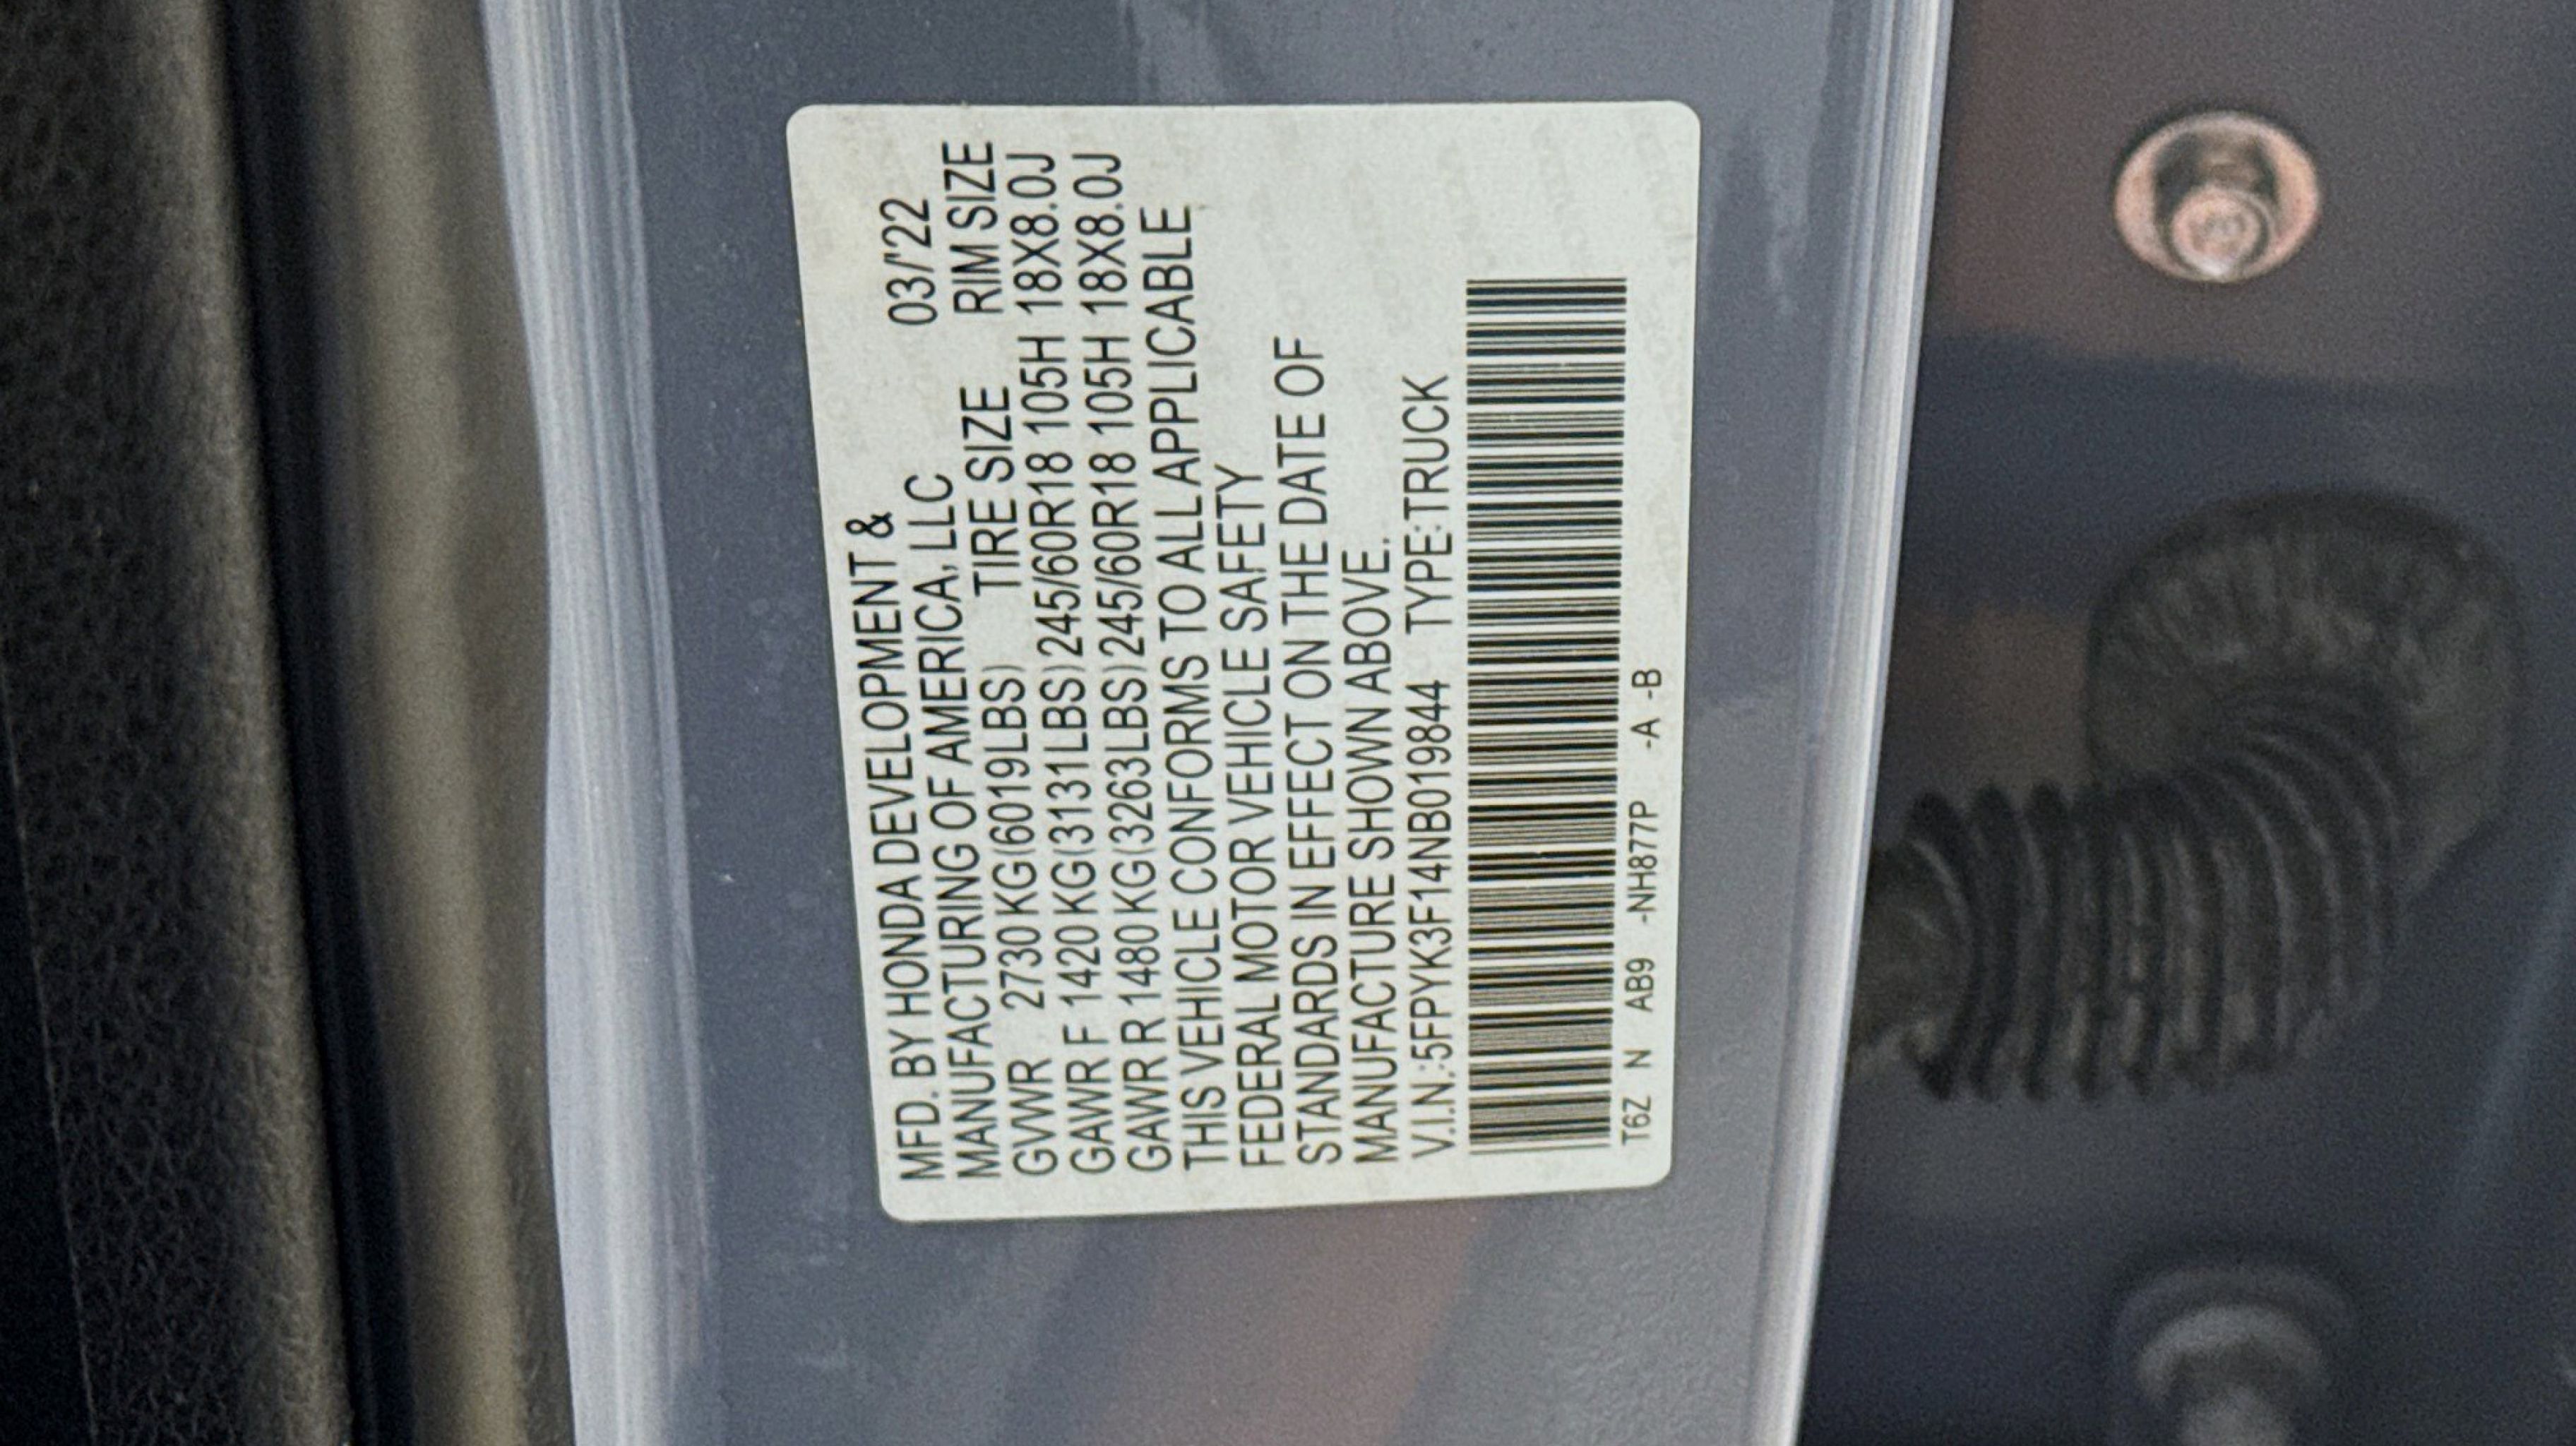 MFD. BY HONDA DEVELOPMENT &
MANUFACTURING OF AMERICA, LLC 03/'22
GVWR 2730 KG(6019LBS) TIRE SIZE RIM SIZE
GAWR F 1420 KG(3131LBS)245/60R18 105H 18X8.0J
GAWR R 1480 KG(3263LBS)245/60R18 105H 18X8.0J
THIS VEHICLE CONFORMS TO ALL APPLICABLE
FEDERAL MOTOR VEHICLE SAFETY
STANDARDS IN EFFECT ON THE DATE OF
MANUFACTURE SHOWN ABOVE.
V.I.N.:5FPYK3F14NB019844 TYPE:TRUCK
T6Z N AB9 -NH877P -A -B